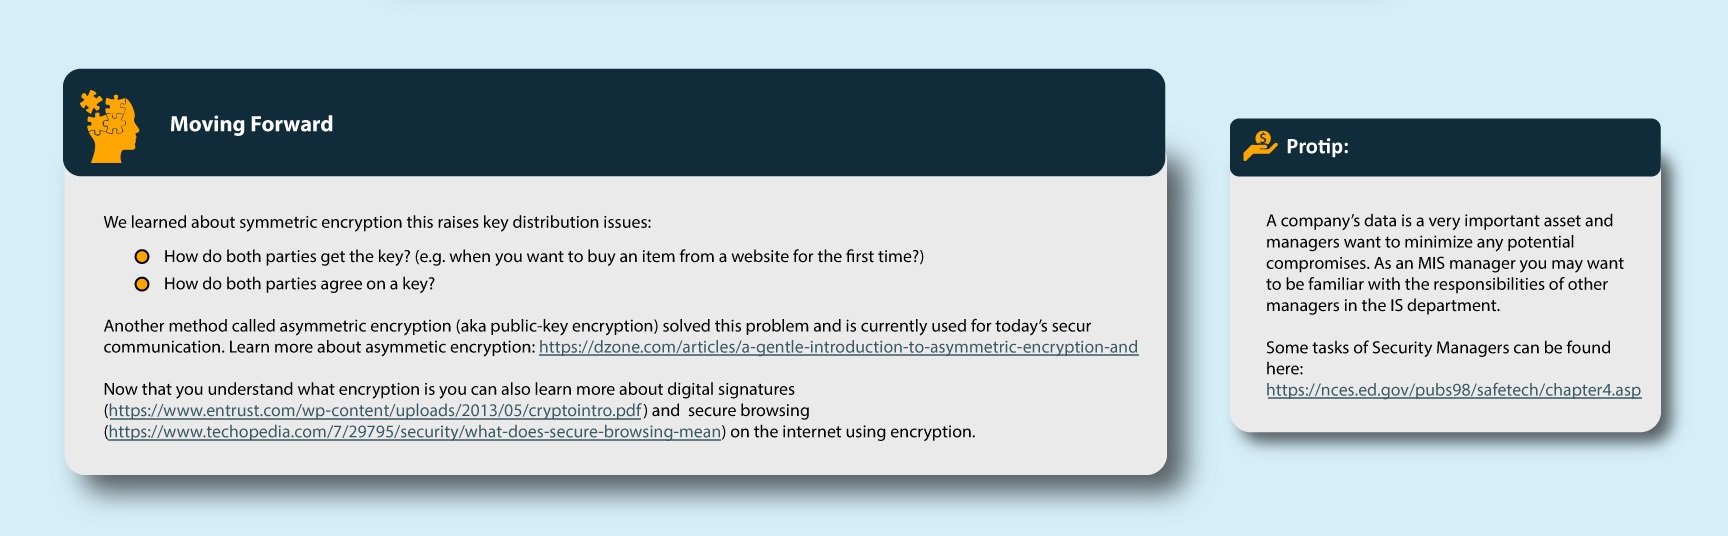 Moving Forward
We learned about symmetric encryption this raises key distribution issues:
How do both parties get the key? (e.g. when you want to buy an item from a website for the first time?)
How do both parties agree on a key?
Another method called asymmetric encryption (aka public-key encryption) solved this problem and is currently used for today's secur
communication. Learn more about asymmetic encryption: https://dzone.com/articles/a-gentle-introduction-to-asymmetric-encryption-and
Now that you understand what encryption is you can also learn more about digital signatures
(https://www.entrust.com/wp-content/uploads/2013/05/cryptointro.pdf) and  secure browsing
(https://www.techopedia.com/7/29795/security/what-does-secure-browsing-mean) on the internet using encryption.
Protip:
A company's data is a very important asset and
managers want to minimize any potential
compromises. As an MIS manager you may want
to be familiar with the responsibilities of other
managers in the IS department.
Some tasks of Security Managers can be found
here:
https://nces.ed.gov/pubs98/safetech/chapter4.asp